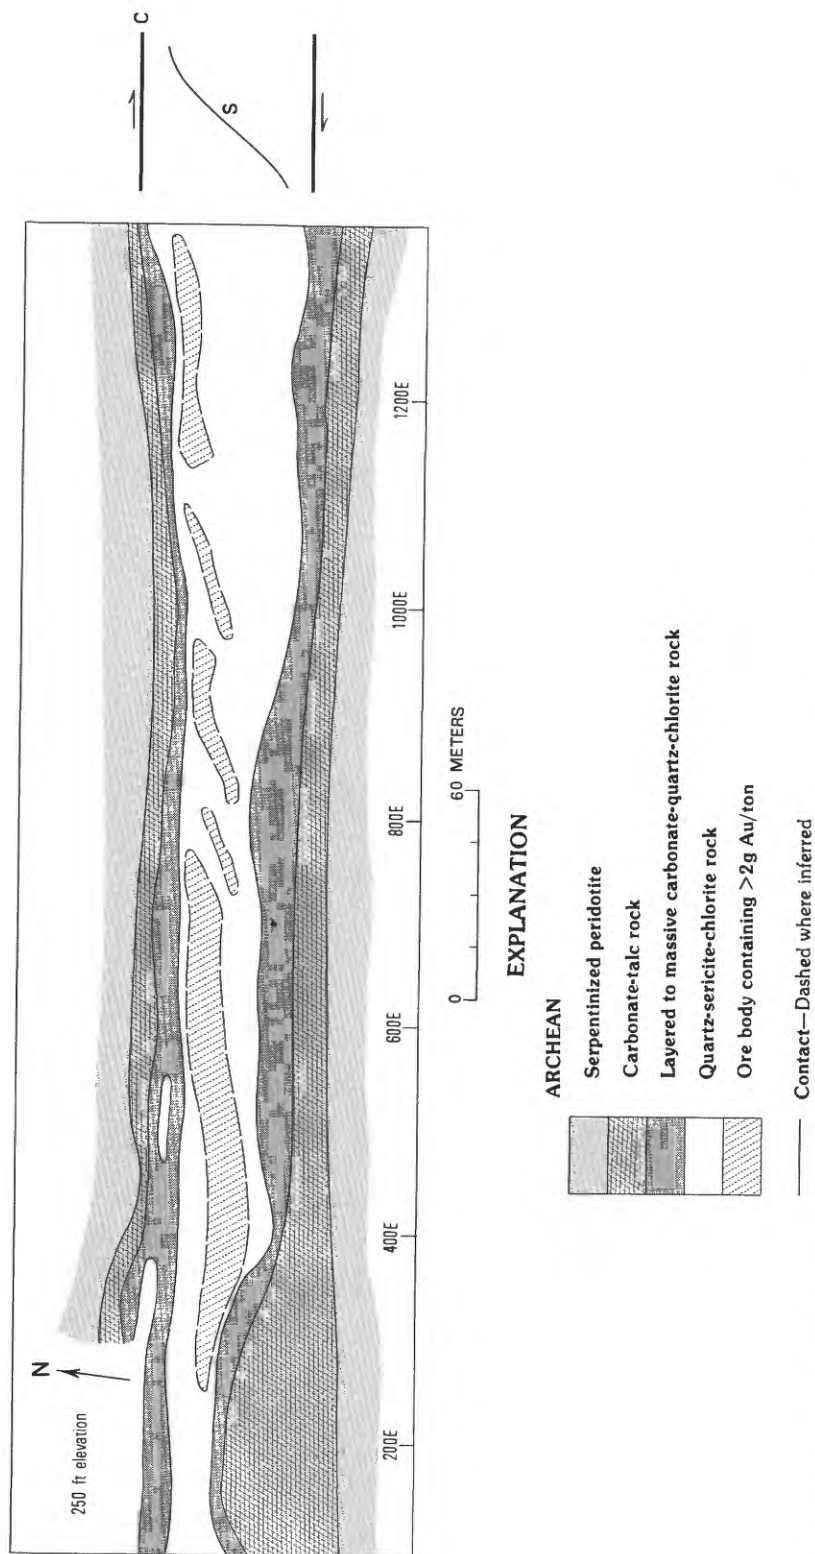 C
S
N
250 ft elevation
200E
400E
600E
800E
1000E
1200E
0
60 METERS
EXPLANATION
ARCHEAN
Serpentinized peridotite
Carbonate-talc rock
Layered to massive carbonate-quartz-chlorite rock
Quartz-sericite-chlorite rock
Ore body containing >2g Au/ton
Contact—Dashed where inferred